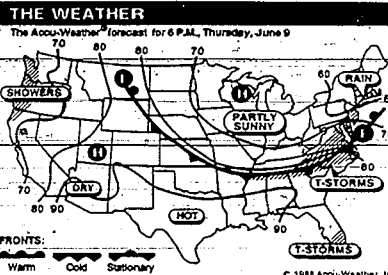 THE WEATHER
The Accu-Weather® forecast for 6 P.M., Thursday, June 9
70 80 80 70
60 RAIN
SHOWERS
L
H
PARTLY
SUNNY
L
H
70
DRY
80
T-STORMS
80 90
HOT
90
T-STORMS
FRONTS:
Warm Cold Stationary
© 1988 Accu-Weather, I